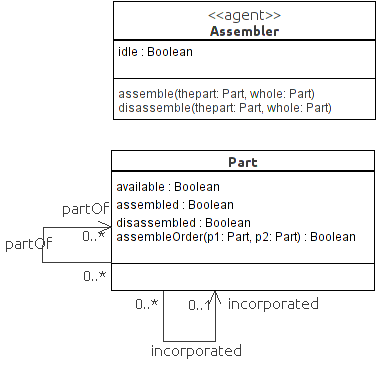 <<agent>>
Assembler
idle : Boolean
assemble(thepart: Part, whole: Part)
disassemble(thepart: Part, whole: Part)
Part
available : Boolean
assembled : Boolean
disassembled : Boolean
assembleOrder(p1: Part, p2: Part) : Boolean
partOf
0..*
partOf
0..*
0..*
0..1
incorporated
incorporated